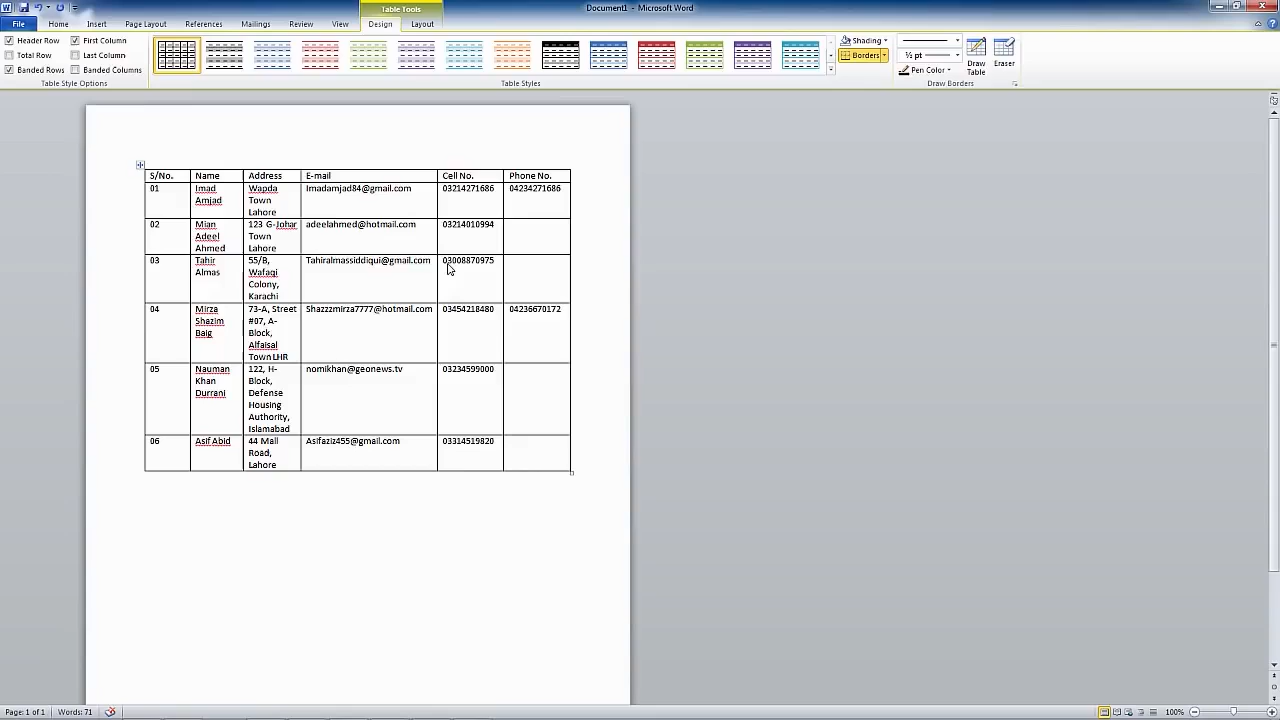 Table Tools
Document1 - Microsoft Word
File Home Insert Page Layout References Mailings Review View Design Layout
Header Row First Column
Total Row Last Column
Banded Rows Banded Columns
Table Style Options
Table Styles
Shading
Borders
½ pt
Pen Color
Draw Table
Eraser
Draw Borders
S/No. Name Address E-mail Cell No. Phone No.
01 Imad Wapda Imadamjad84@gmail.com 03214271686 04234271686
Amjad Town
Lahore
02 Mian 123 G-Johar adeelahmed@hotmail.com 03214010994
Adeel Town
Ahmed Lahore
03 Tahir 55/B, Tahiralmassiddiqui@gmail.com 03008870975
Almas Wafaqi
Colony,
Karachi
04 Mirza 73-A, Street Shazzzmirza7777@hotmail.com 03454218480 04236670172
Shazim #07, A-
Baig Block,
Alfaisal
Town LHR
05 Nauman 122, H- nomikhan@geonews.tv 03234599000
Khan Block,
Durrani Defense
Housing
Authority,
Islamabad
06 Asif Abid 44 Mall Asifaziz455@gmail.com 03314519820
Road,
Lahore
Page: 1 of 1 Words: 71 100%